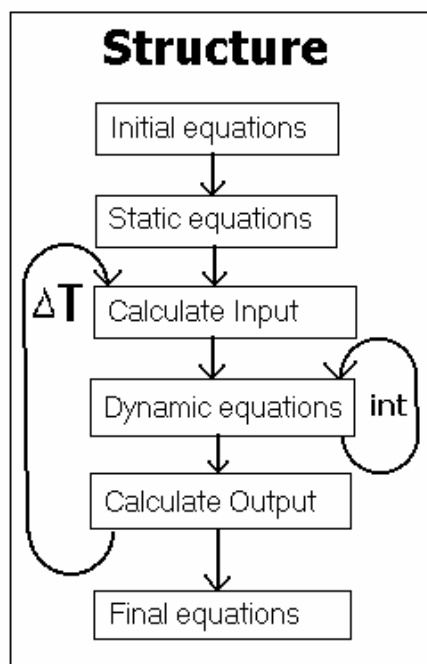 Structure
Initial equations
Static equations
ΔT
Calculate Input
Dynamic equations
int
Calculate Output
Final equations